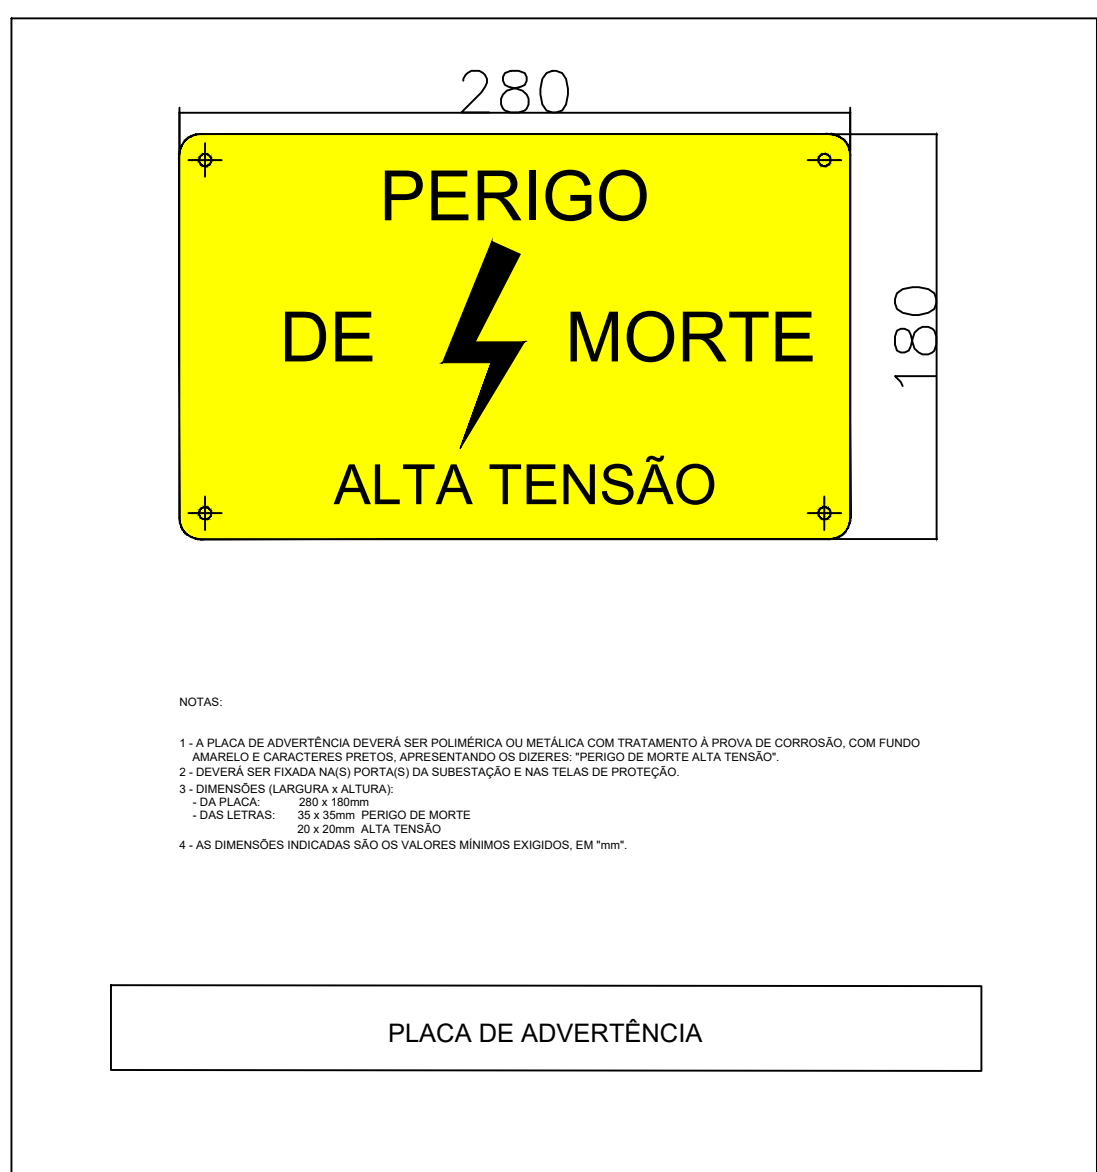 280
PERIGO
DE MORTE
180
ALTA TENSÃO
NOTAS:
1 - A PLACA DE ADVERTÊNCIA DEVERÁ SER POLIMÉRICA OU METÁLICA COM TRATAMENTO À PROVA DE CORROSÃO, COM FUNDO
AMARELO E CARACTERES PRETOS, APRESENTANDO OS DIZERES: "PERIGO DE MORTE ALTA TENSÃO".
2 - DEVERÁ SER FIXADA NA(S) PORTA(S) DA SUBESTAÇÃO E NAS TELAS DE PROTEÇÃO.
3 - DIMENSÕES (LARGURA x ALTURA):
- DA PLACA: 280 x 180mm
- DAS LETRAS: 35 x 35mm PERIGO DE MORTE
20 x 20mm ALTA TENSÃO
4 - AS DIMENSÕES INDICADAS SÃO OS VALORES MÍNIMOS EXIGIDOS, EM "mm".
PLACA DE ADVERTÊNCIA